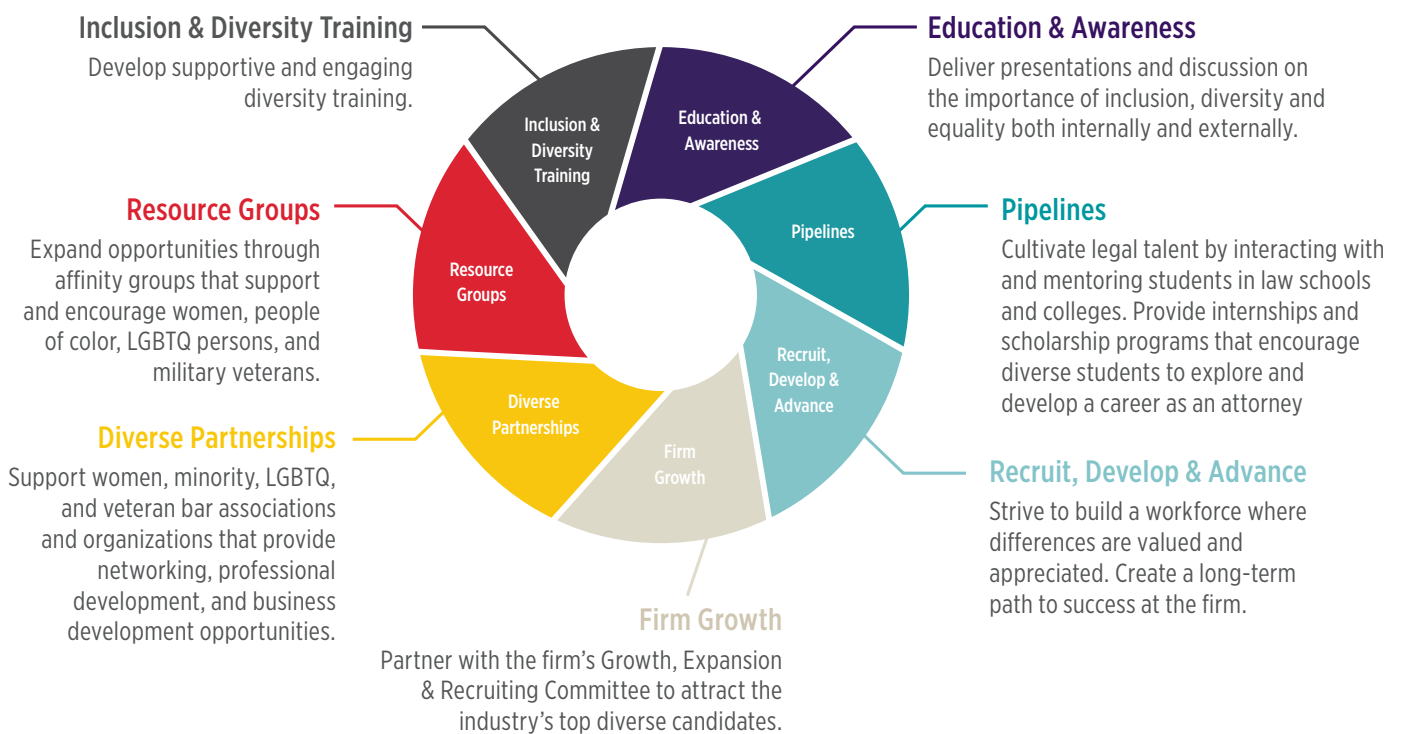 Inclusion & Diversity Training
Develop supportive and engaging
diversity training.
Education & Awareness
Deliver presentations and discussion on
the importance of inclusion, diversity and
equality both internally and externally.
Resource Groups
Expand opportunities through
affinity groups that support
and encourage women, people
of color, LGBTQ persons, and
military veterans.
Pipelines
Cultivate legal talent by interacting with
and mentoring students in law schools
and colleges. Provide internships and
scholarship programs that encourage
diverse students to explore and
develop a career as an attorney
Diverse Partnerships
Support women, minority, LGBTQ,
and veteran bar associations
and organizations that provide
networking, professional
development, and business
development opportunities.
Recruit, Develop & Advance
Strive to build a workforce where
differences are valued and
appreciated. Create a long-term
path to success at the firm.
Firm Growth
Partner with the firm’s Growth, Expansion
& Recruiting Committee to attract the
industry’s top diverse candidates.
Inclusion &
Diversity
Training
Education &
Awareness
Pipelines
Recruit,
Develop &
Advance
Firm
Growth
Diverse
Partnerships
Resource
Groups